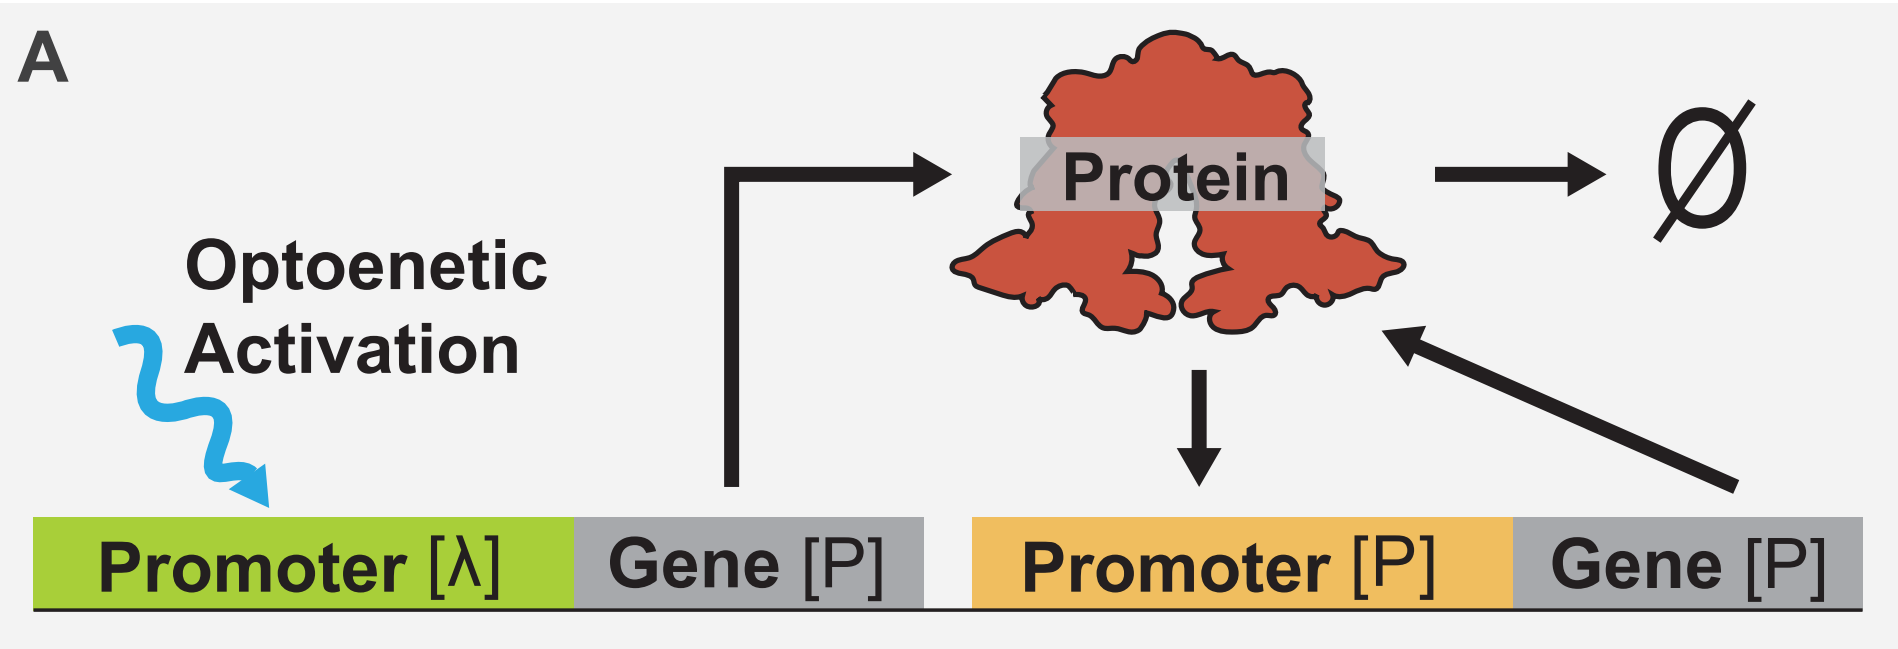 A
Protein
Ø
Optoenetic
Activation
Promoter [λ] Gene [P] Promoter [P] Gene [P]